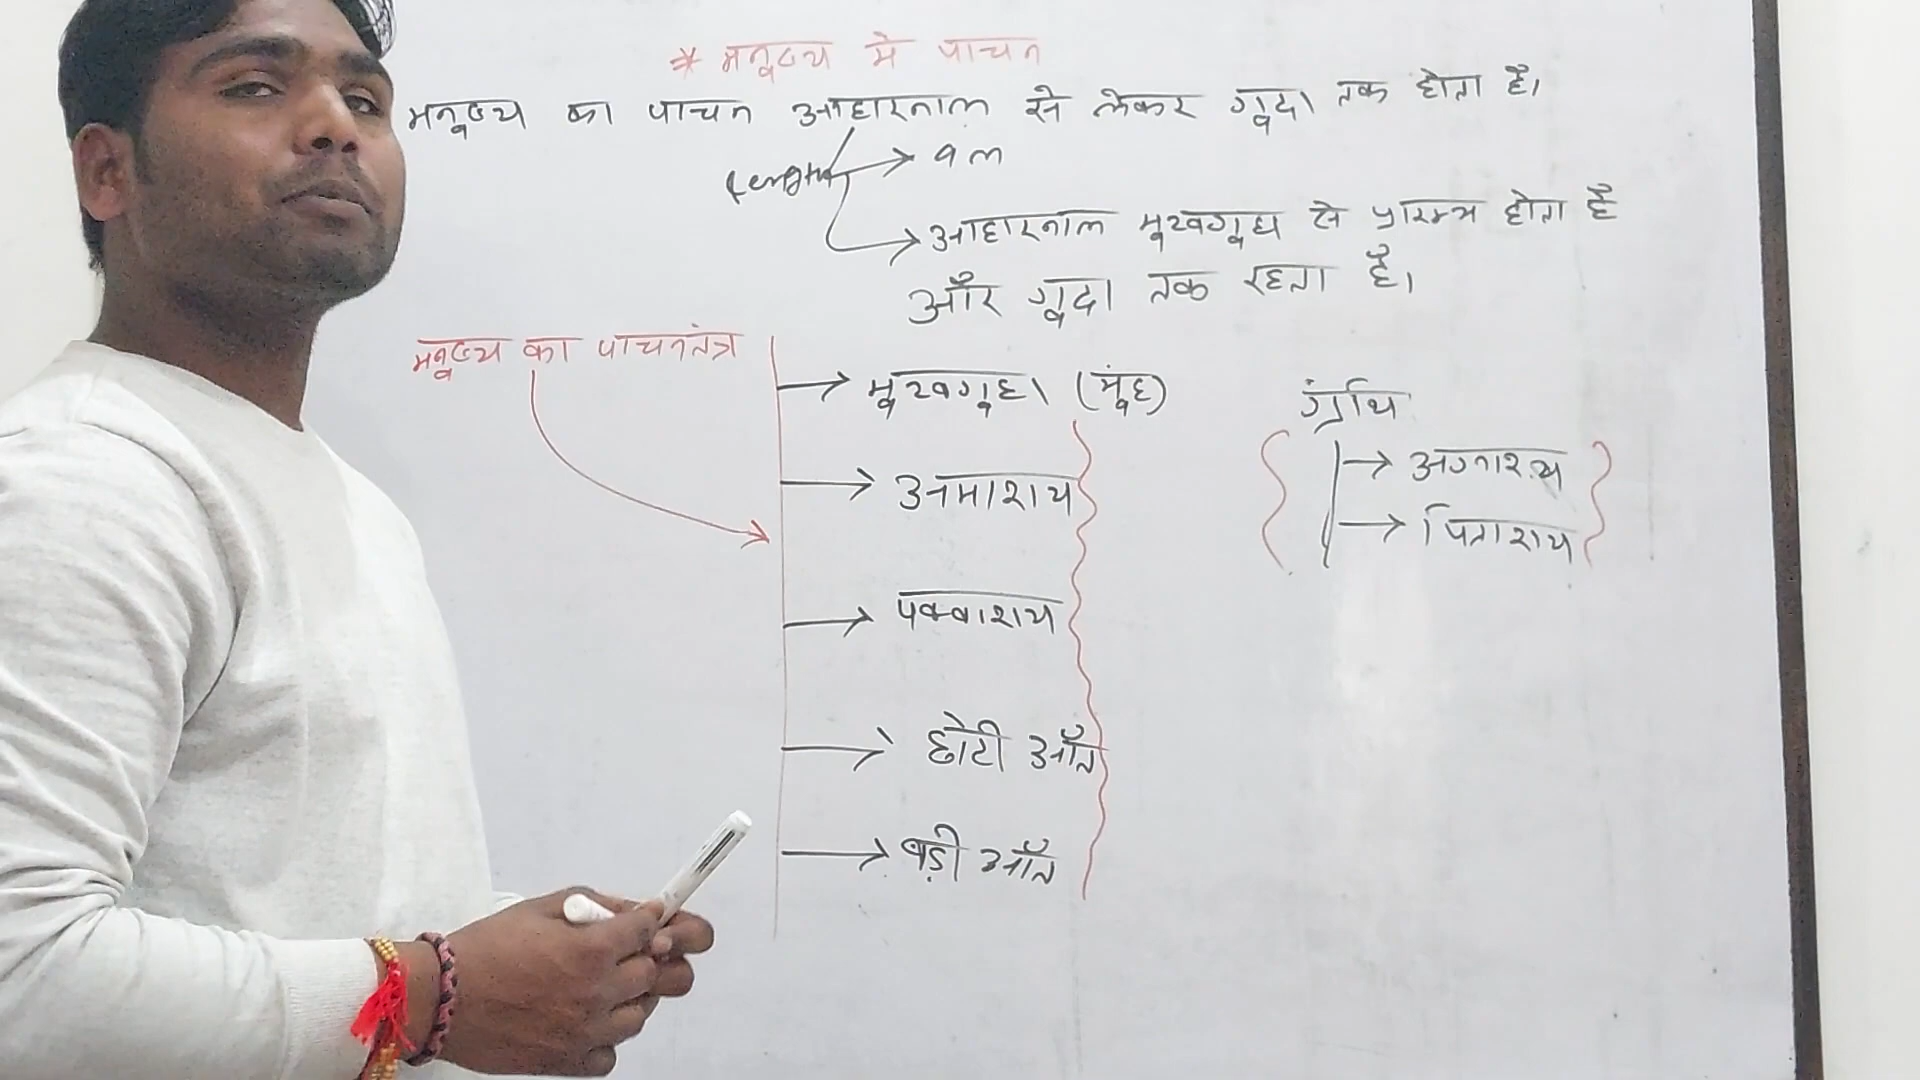 * मनुष्य मे पाचन
मनुष्य का पाचन आहारनाल से लेकर गूदा तक होता है।
Length → 9 m
→ आहारनाल मूखगूहा से प्रारम्भ होता है
और गूदा तक रहता है।
मनुष्य का पाचनतंत्र
→ मूखगूहा (मूंह)
→ अमाशय
→ पक्वाशय
→ छोटी आँत
→ बड़ी आँत
ग्रंथि
→ अग्नाशय
→ पिताशय